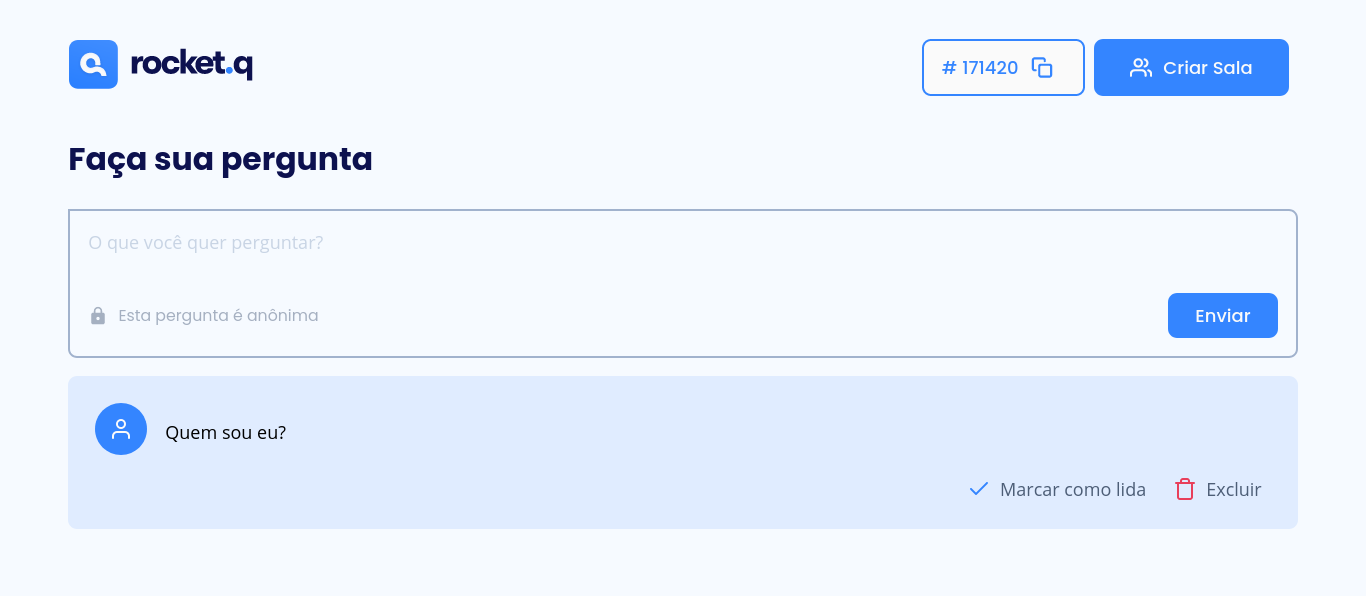 rocket.q
# 171420
Criar Sala
Faça sua pergunta
O que você quer perguntar?
Esta pergunta é anônima
Enviar
Quem sou eu?
Marcar como lida
Excluir